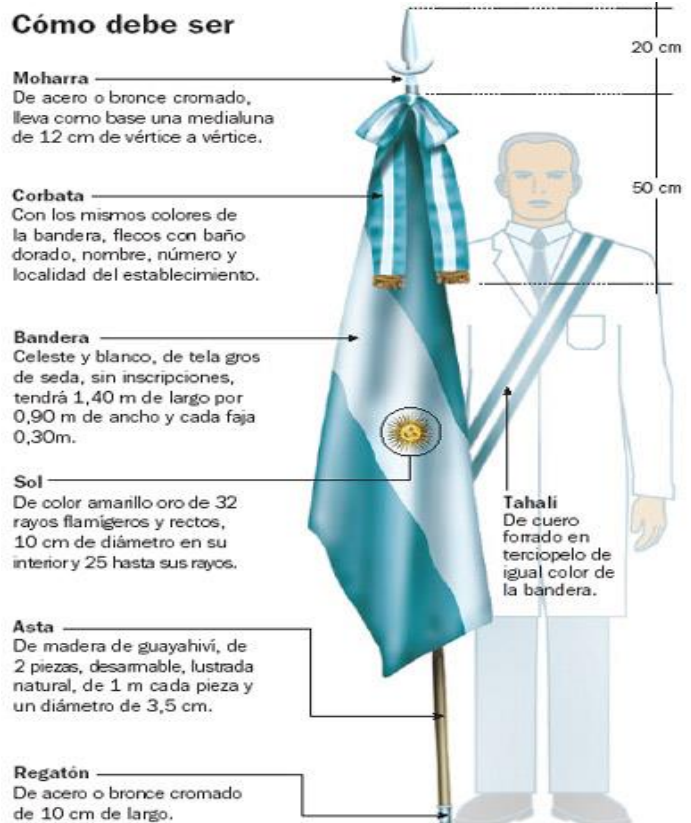 Cómo debe ser
20 cm
Moharra
De acero o bronce cromado,
lleva como base una medialuna
de 12 cm de vértice a vértice.
50 cm
Corbata
Con los mismos colores de
la bandera, flecos con baño
dorado, nombre, número y
localidad del establecimiento.
Bandera
Celeste y blanco, de tela gros
de seda, sin inscripciones,
tendrá 1,40 m de largo por
0,90 m de ancho y cada faja
0,30m.
Sol
De color amarillo oro de 32
rayos flamígeros y rectos,
10 cm de diámetro en su
interior y 25 hasta sus rayos.
Tahalí
De cuero
forrado en
terciopelo de
igual color de
la bandera.
Asta
De madera de guayahiví, de
2 piezas, desarmable, lustrada
natural, de 1 m cada pieza y
un diámetro de 3,5 cm.
Regatón
De acero o bronce cromado
de 10 cm de largo.